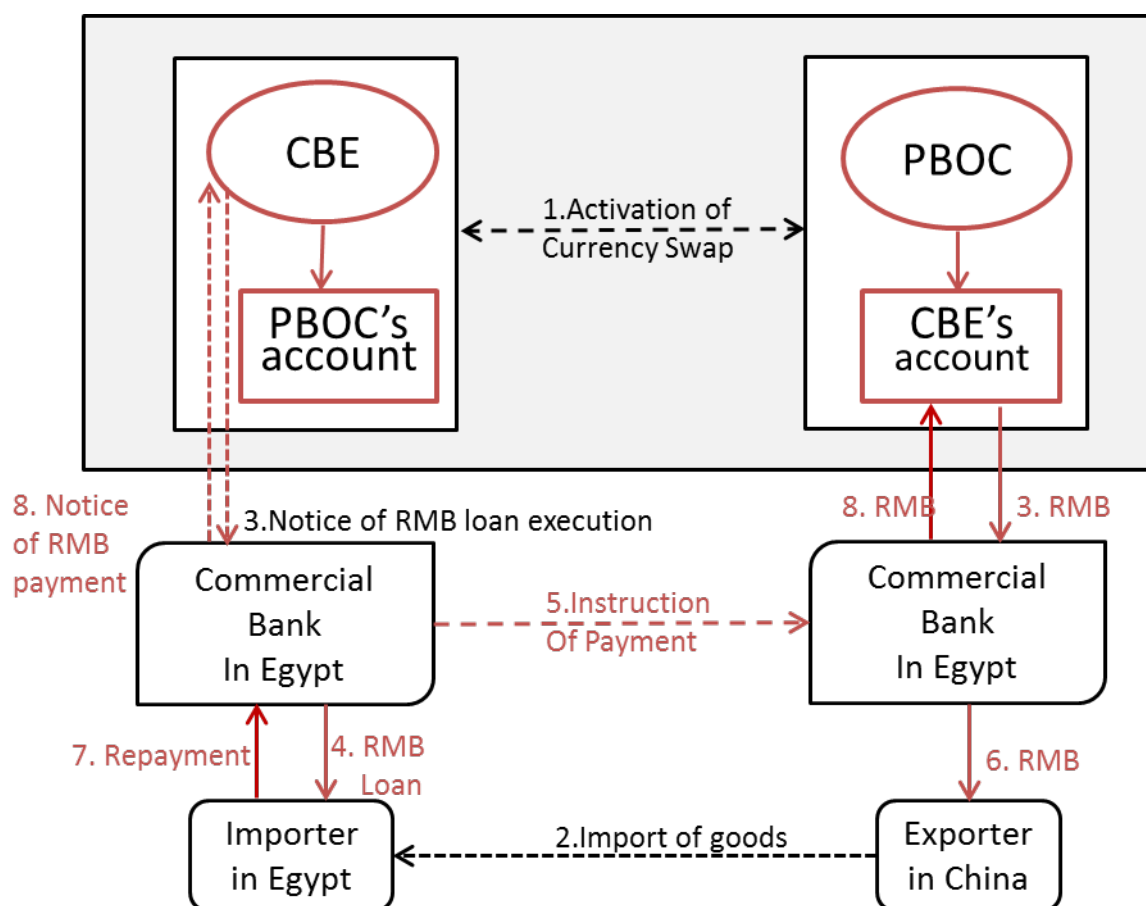 CBE
PBOC
1.Activation of
Currency Swap
PBOC's
account
CBE's
account
8. Notice
of RMB
payment
3.Notice of RMB loan execution
8. RMB
3. RMB
Commercial
Bank
In Egypt
5.Instruction
Of Payment
Commercial
Bank
In Egypt
7. Repayment
4. RMB
Loan
6. RMB
Importer
in Egypt
2.Import of goods
Exporter
in China